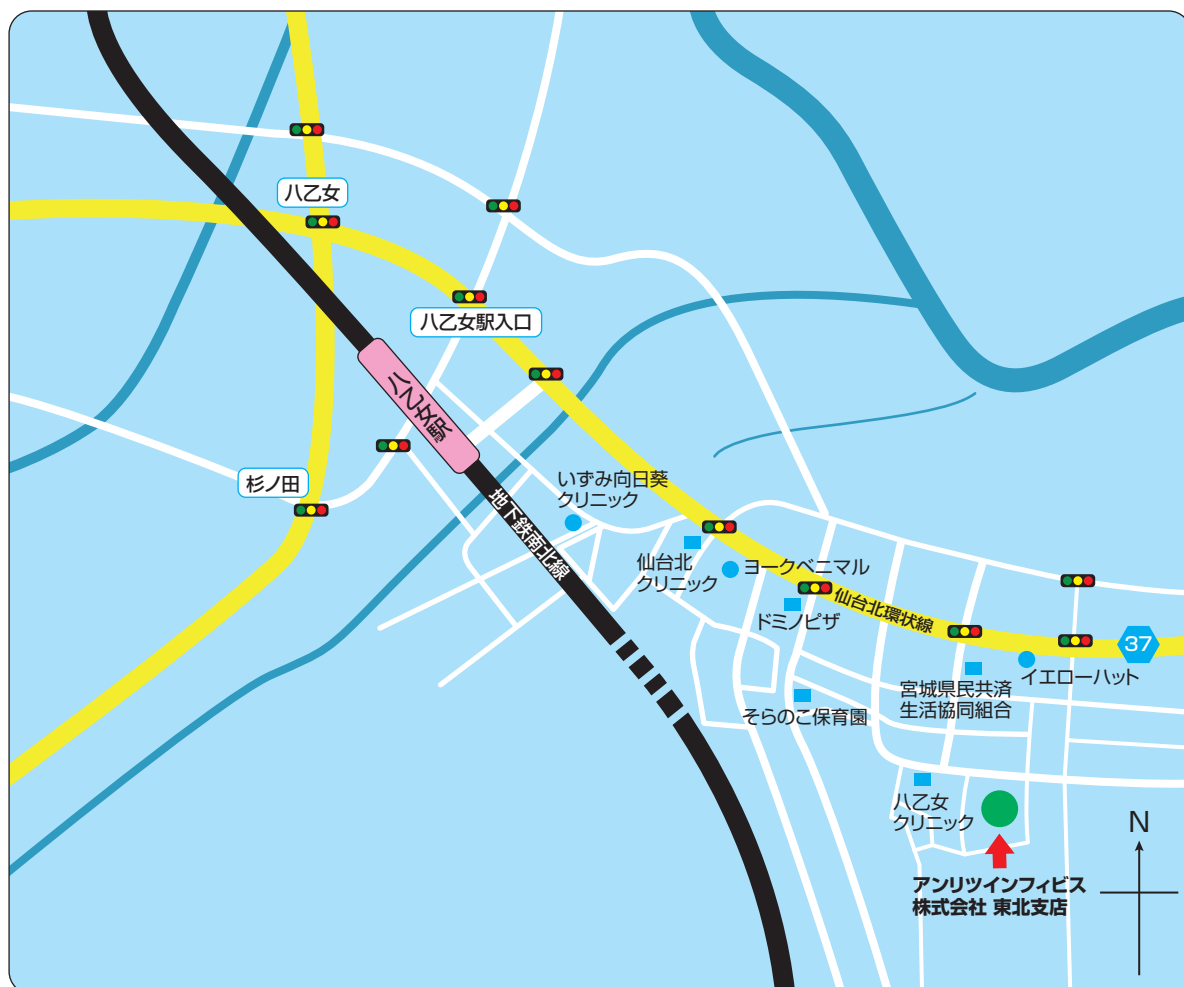 八乙女
八乙女駅入口
八乙女駅
杉ノ田
地下鉄南北線
いずみ向日葵
クリニック
仙台北
クリニック
ヨークベニマル
ドミノピザ
仙台北環状線
37
イエローハット
宮城県民共済
生活協同組合
そらのこ保育園
八乙女
クリニック
N
アンリツインフィビス
株式会社 東北支店